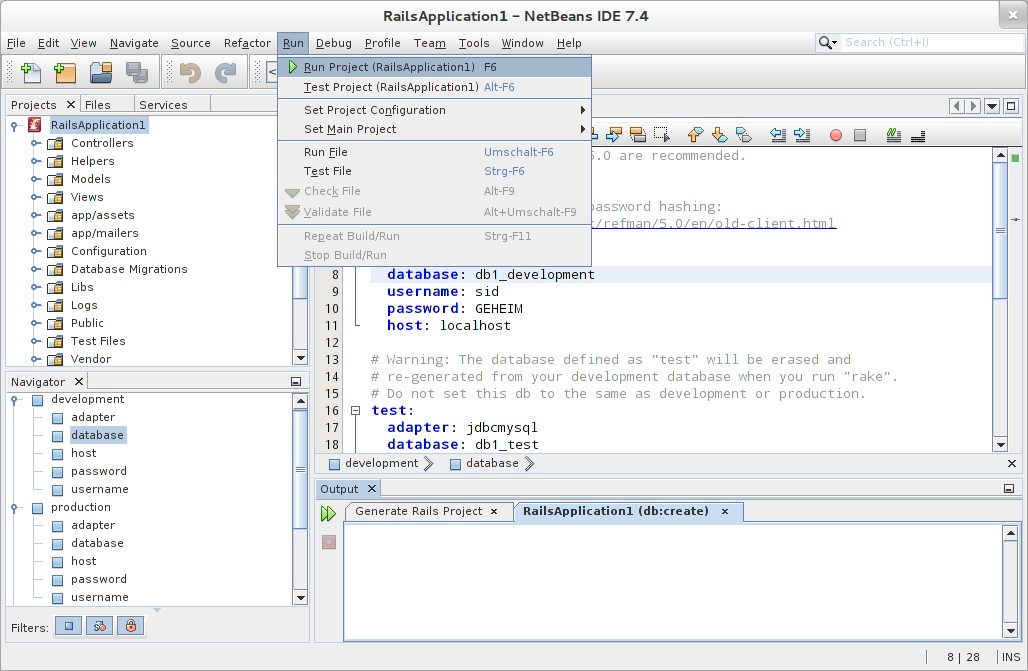 RailsApplication1 – NetBeans IDE 7.4
File Edit View Navigate Source Refactor Run Debug Profile Team Tools Window Help
Search (Ctrl+I)
Run Project (RailsApplication1) F6
Test Project (RailsApplication1) Alt-F6
Set Project Configuration
Set Main Project
Run File Umschalt-F6
Test File Strg-F6
Check File Alt-F9
Validate File Alt+Umschalt-F9
Repeat Build/Run Strg-F11
Stop Build/Run
Projects Files Services
RailsApplication1
Controllers
Helpers
Models
Views
app/assets
app/mailers
Configuration
Database Migrations
Libs
Logs
Public
Test Files
Vendor
5.0 are recommended.
password hashing:
/refman/5.0/en/old-client.html
8 database: db1_development
9 username: sid
10 password: GEHEIM
11 host: localhost
12
13 # Warning: The database defined as "test" will be erased and
14 # re-generated from your development database when you run "rake".
15 # Do not set this db to the same as development or production.
16 test:
17 adapter: jdbcmysql
18 database: db1_test
development database
Navigator
development
adapter
database
host
password
username
production
adapter
database
host
password
username
Filters:
Output
Generate Rails Project
RailsApplication1 (db:create)
8 | 28 INS